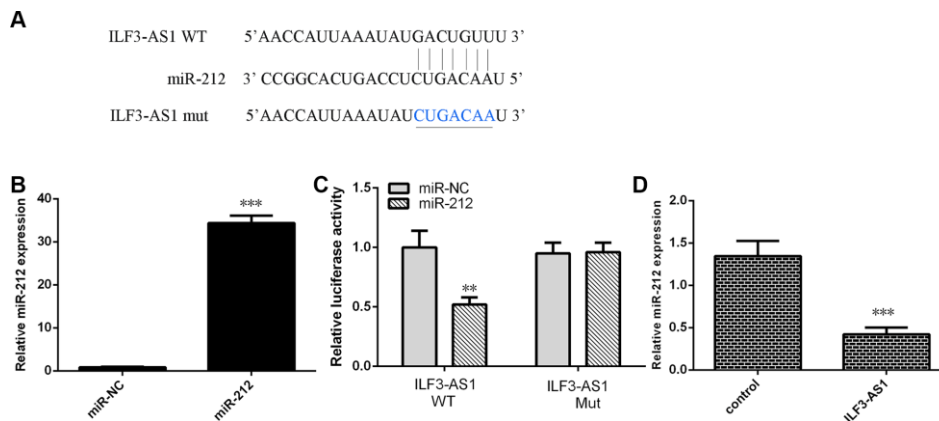 A
ILF3-AS1 WT 5’AACCAUUAAAUAUGACUGUUU 3’
miR-212 3’ CCGGCACUGACCUCUGACAAU 5’
ILF3-AS1 mut 5’AACCAUUAAAUAUCUGACAAU 3’
B
Relative miR-212 expression
40
30
20
10
0
***
miR-NC
miR-212
C
Relative luciferase activity
1.5
1.0
0.5
0.0
miR-NC
miR-212
**
ILF3-AS1
WT
ILF3-AS1
Mut
D
Relative miR-212 expression
2.0
1.5
1.0
0.5
0.0
***
control
ILF3-AS1